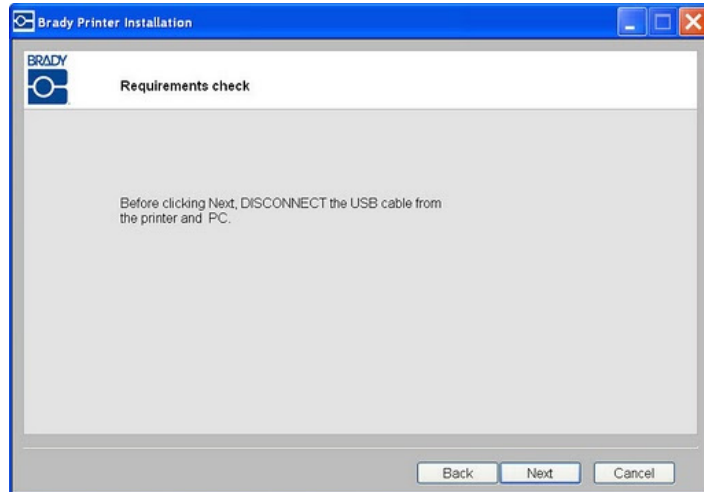 Brady Printer Installation
BRADY
Requirements check
Before clicking Next, DISCONNECT the USB cable from
the printer and PC.
Back Next Cancel